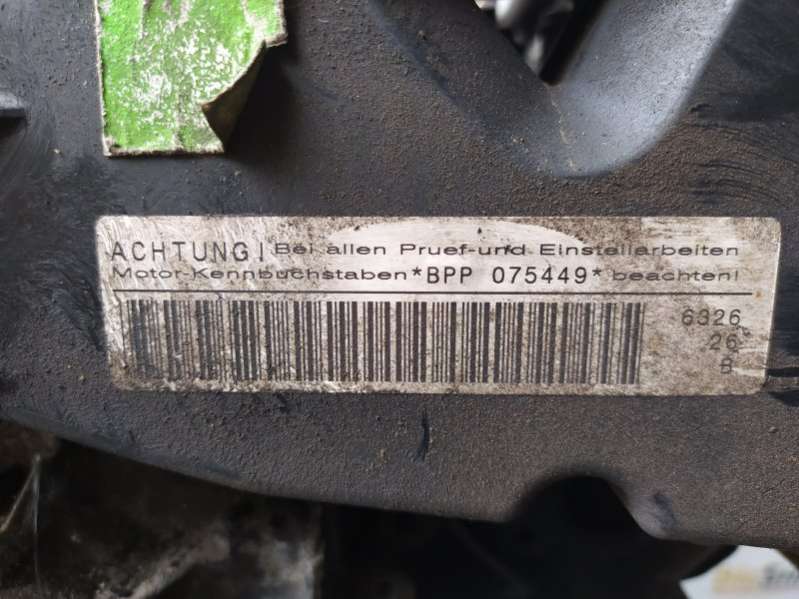 ACHTUNG! Bei allen Pruef-und Einstellarbeiten
Motor-Kennbuchstaben *BPP 075449* beachten!
6326
26
B